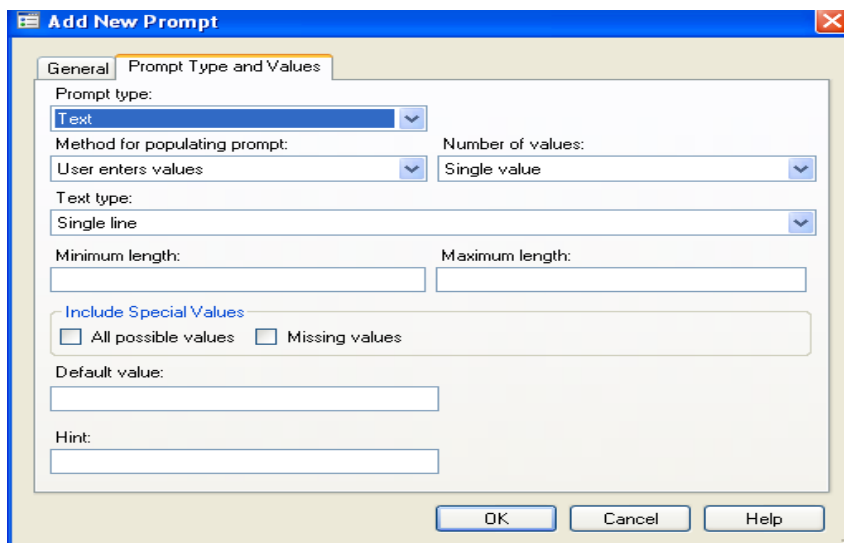 Add New Prompt
General Prompt Type and Values
Prompt type:
Text
Method for populating prompt: Number of values:
User enters values Single value
Text type:
Single line
Minimum length: Maximum length:
Include Special Values
All possible values Missing values
Default value:
Hint:
OK Cancel Help